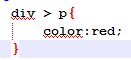 div > p{
color:red;
}